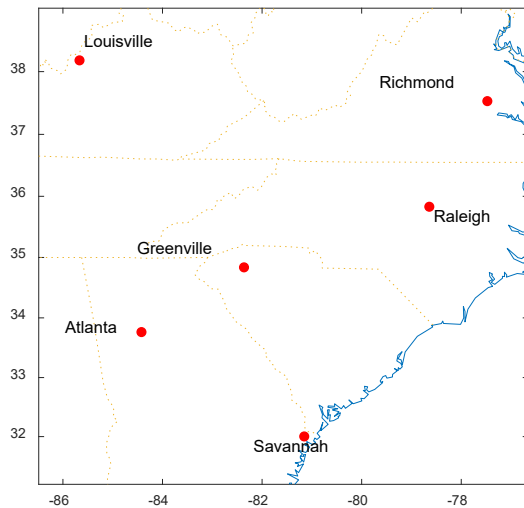 Louisville
38
Richmond
37
36
Raleigh
Greenville
35
34
Atlanta
33
32
Savannah
-86
-84
-82
-80
-78